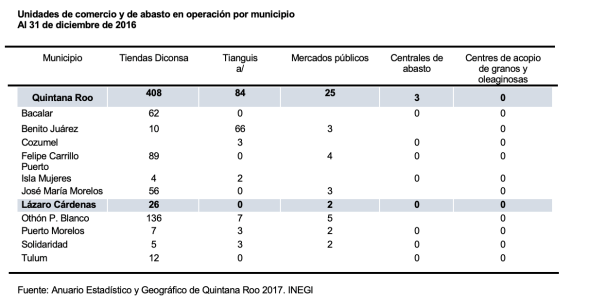 Unidades de comercio y de abasto en operación por municipio
Al 31 de diciembre de 2016
Municipio Tiendas Diconsa Tianguis a/ Mercados públicos Centrales de abasto Centres de acopio de granos y oleaginosas
Quintana Roo 408 84 25 3 0
Bacalar 62 0 0 0
Benito Juárez 10 66 3 0
Cozumel 3 0 0
Felipe Carrillo Puerto 89 0 4 0 0
Isla Mujeres 4 2 0 0
José María Morelos 56 0 3 0
Lázaro Cárdenas 26 0 2 0 0
Othón P. Blanco 136 7 5 0
Puerto Morelos 7 3 2 0 0
Solidaridad 5 3 2 0 0
Tulum 12 0 0 0
Fuente: Anuario Estadístico y Geográfico de Quintana Roo 2017. INEGI